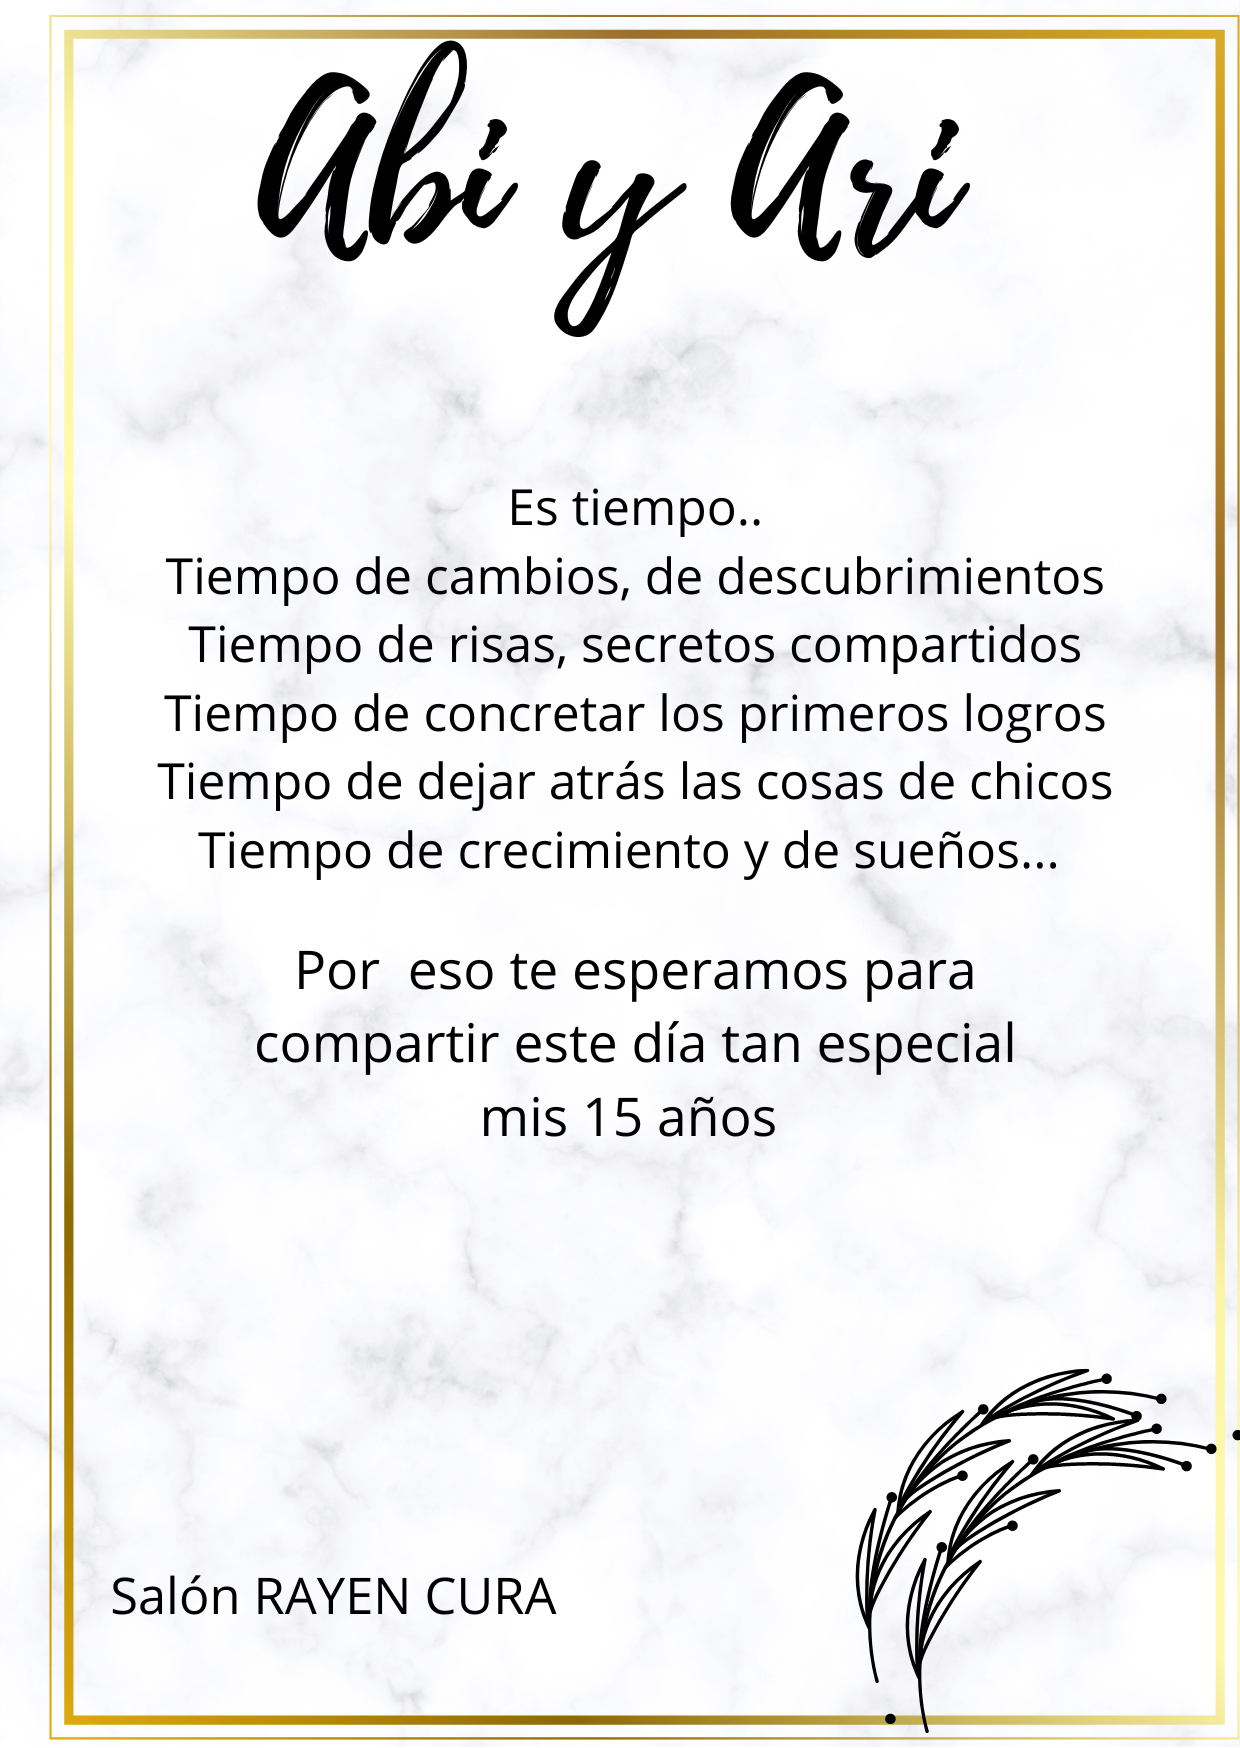 Abi y Ari
Es tiempo..
Tiempo de cambios, de descubrimientos
Tiempo de risas, secretos compartidos
Tiempo de concretar los primeros logros
Tiempo de dejar atrás las cosas de chicos
Tiempo de crecimiento y de sueños...
Por  eso te esperamos para
compartir este día tan especial
mis 15 años
Salón RAYEN CURA